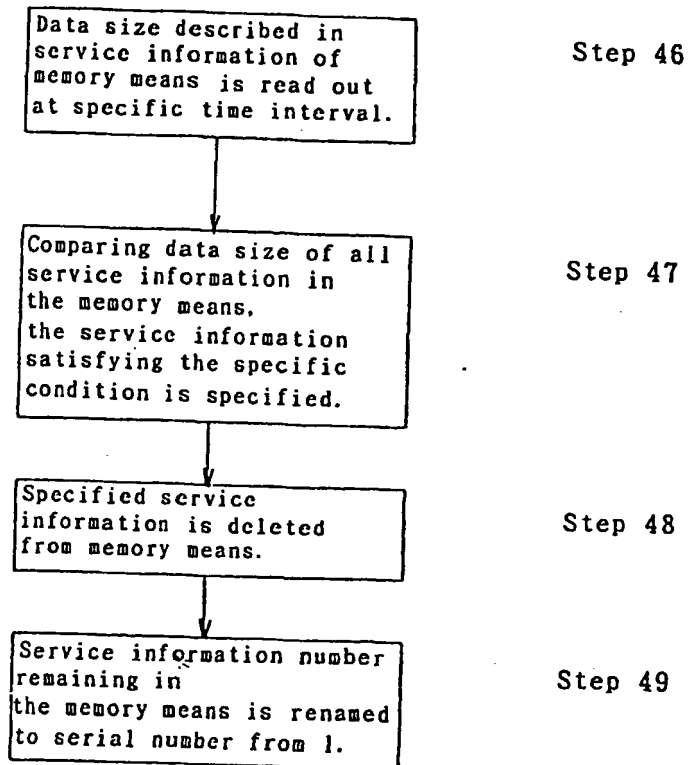 Data size described in
service information of
memory means is read out
at specific time interval.
Step 46
Comparing data size of all
service information in
the memory means,
the service information
satisfying the specific
condition is specified.
Step 47
Specified service
information is deleted
from memory means.
Step 48
Service information number
remaining in
the memory means is renamed
to serial number from 1.
Step 49